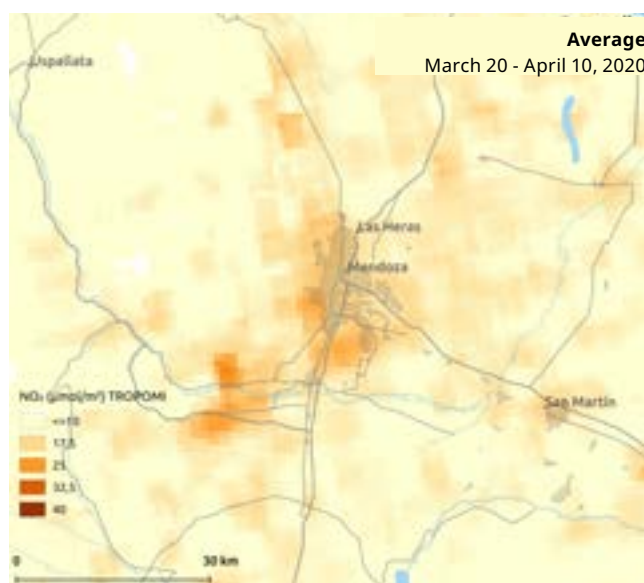 Average
March 20 - April 10, 2020
Uspallata
Las Heras
Mendoza
San Martín
NO₂ (μmol/m²) TROPOMI
<=10
17,5
25
32,5
40
0 30 km